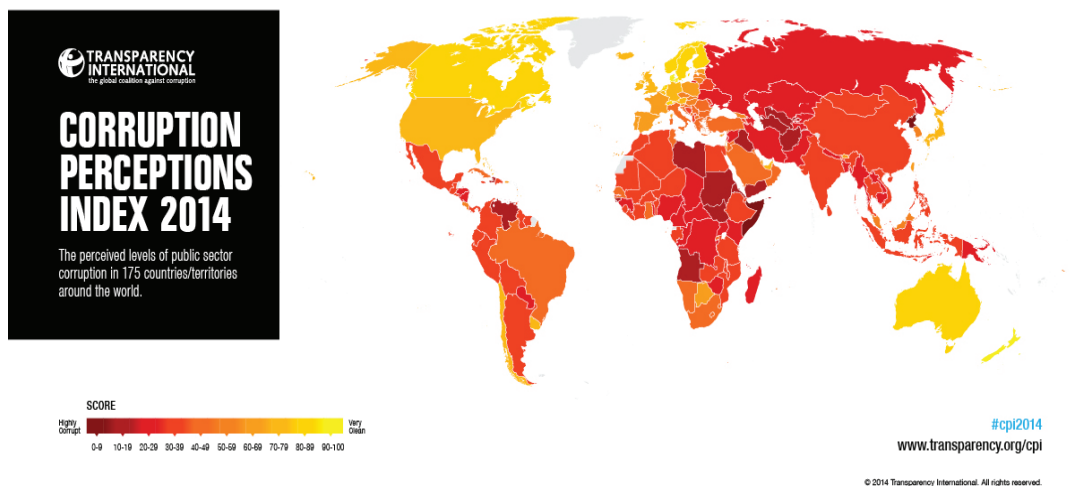 TRANSPARENCY
INTERNATIONAL
the global coalition against corruption
CORRUPTION
PERCEPTIONS
INDEX 2014
The perceived levels of public sector
corruption in 175 countries/territories
around the world.
SCORE
Highly
Corrupt
Very
Clean
0-9 10-19 20-29 30-39 40-49 50-59 60-69 70-79 80-89 90-100
#cpi2014
www.transparency.org/cpi
© 2014 Transparency International. All rights reserved.